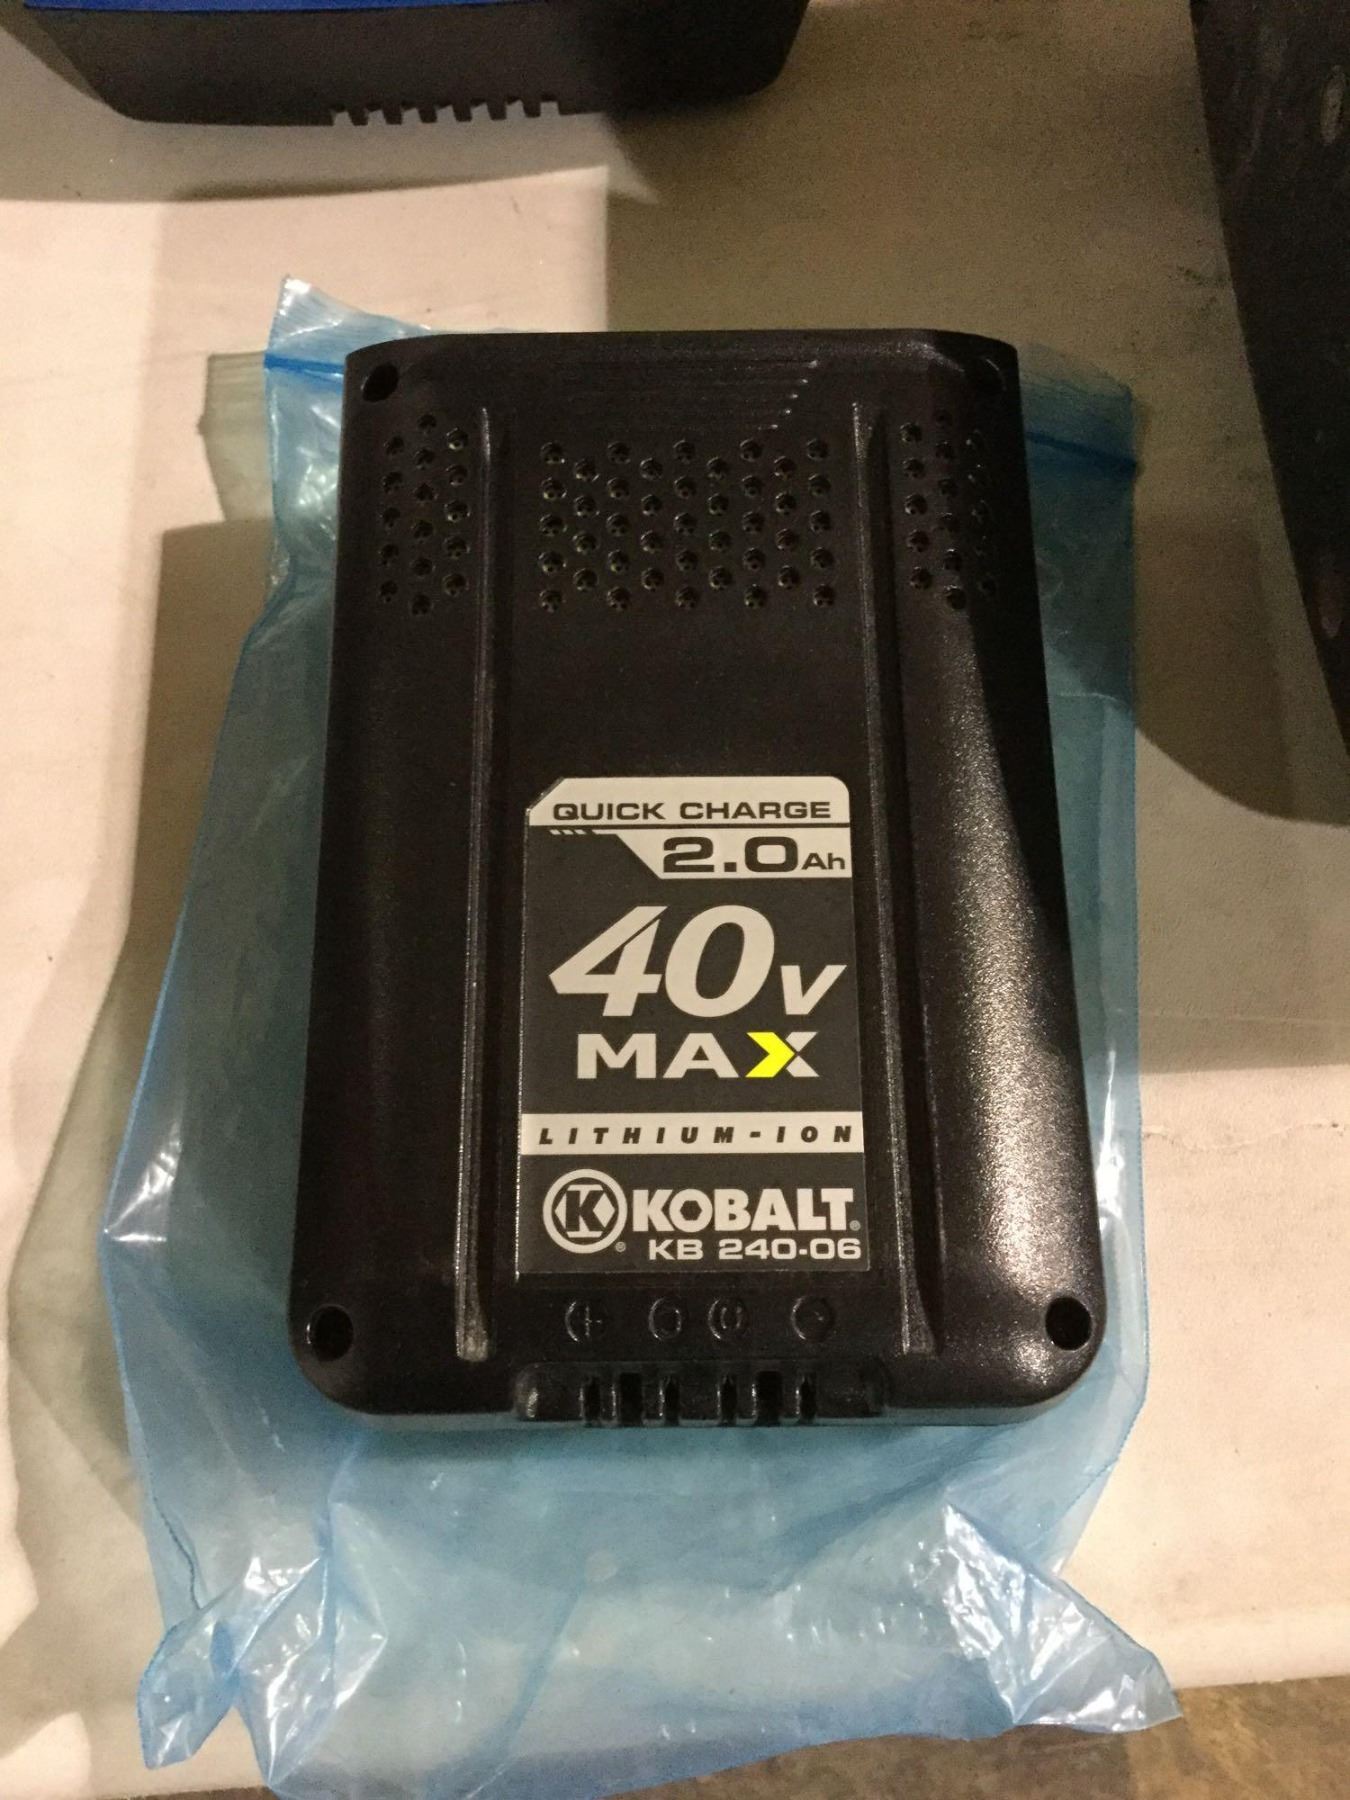 QUICK CHARGE
2.0Ah
40V
MAX
LITHIUM-ION
K KOBALT®
® KB 240-06